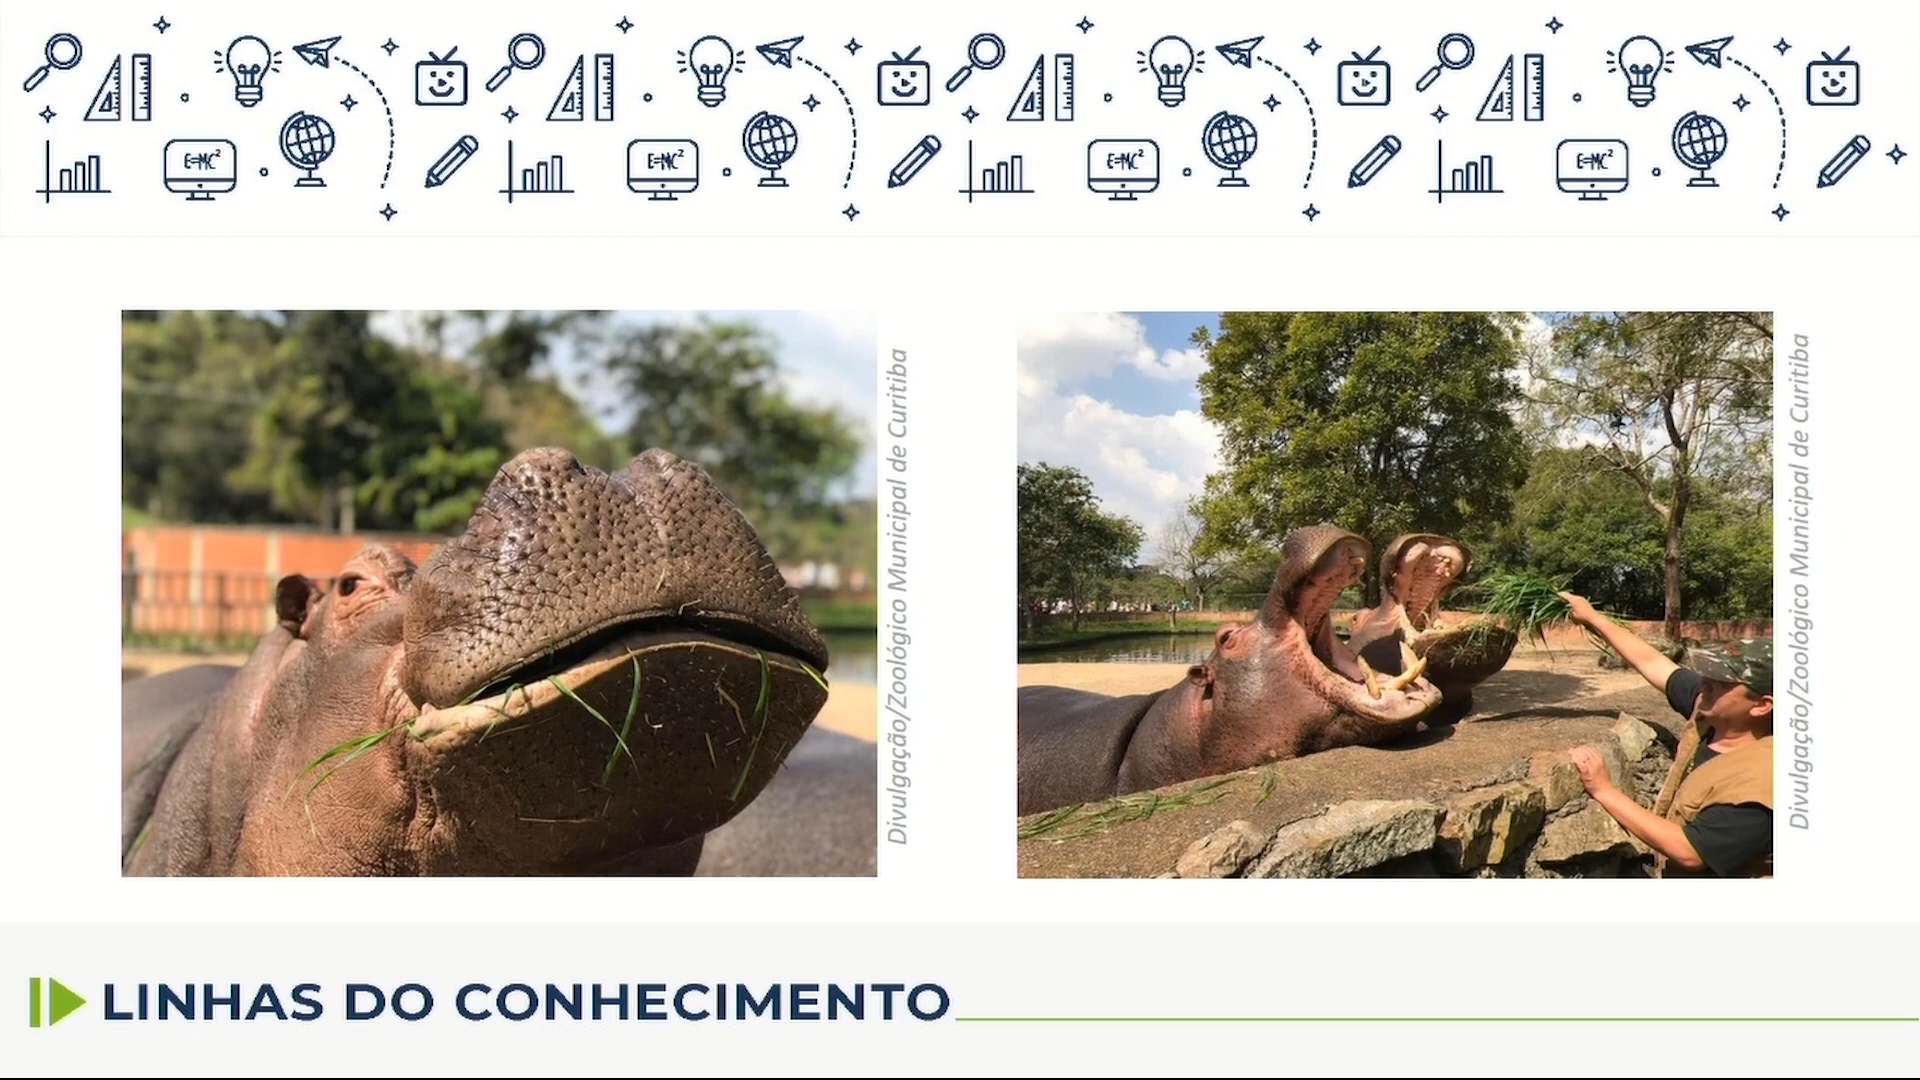 E=MC²
E=MC²
E=MC²
E=MC²
Divulgação/Zoológico Municipal de Curitiba
Divulgação/Zoológico Municipal de Curitiba
LINHAS DO CONHECIMENTO